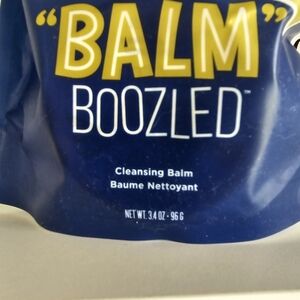 "BALM"
BOOZLED™
Cleansing Balm
Baume Nettoyant
NET WT. 3.4 OZ - 96 G